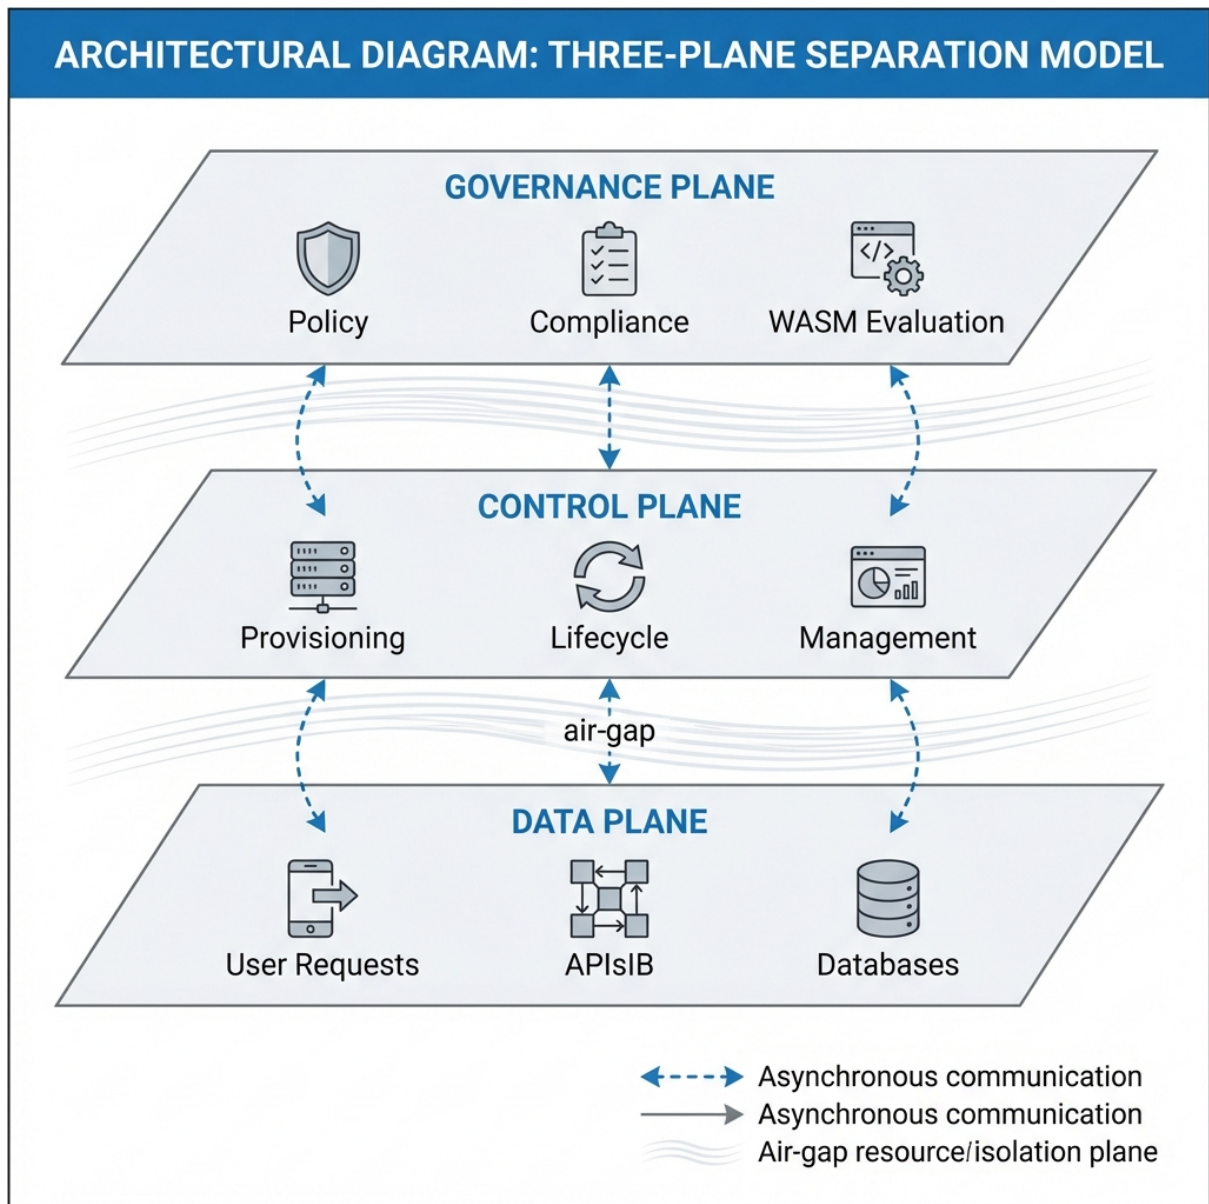 ARCHITECTURAL DIAGRAM: THREE-PLANE SEPARATION MODEL
GOVERNANCE PLANE
Policy
Compliance
WASM Evaluation
CONTROL PLANE
Provisioning
Lifecycle
Management
air-gap
DATA PLANE
User Requests
APIsIB
Databases
Asynchronous communication
Asynchronous communication
Air-gap resource/isolation plane